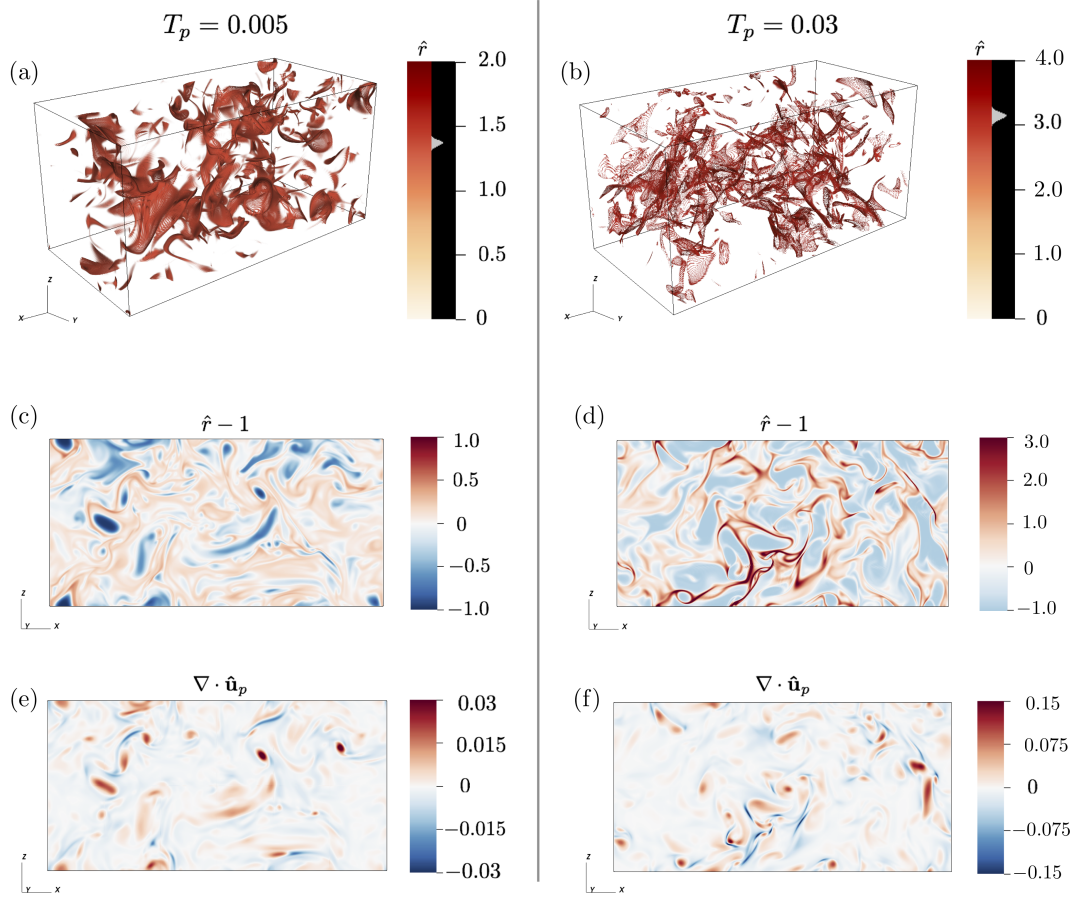 T_p = 0.005
T_p = 0.03
(a)
r̂
2.0
1.5
1.0
0.5
0
Z
X
Y
(b)
r̂
4.0
3.0
2.0
1.0
0
Z
X
Y
(c)
r̂ − 1
1.0
0.5
0
−0.5
−1.0
Z
Y X
(d)
r̂ − 1
3.0
2.0
1.0
0
−1.0
Z
Y X
(e)
∇ · û_p
0.03
0.015
0
−0.015
−0.03
Z
Y X
(f)
∇ · û_p
0.15
0.075
0
−0.075
−0.15
Z
Y X